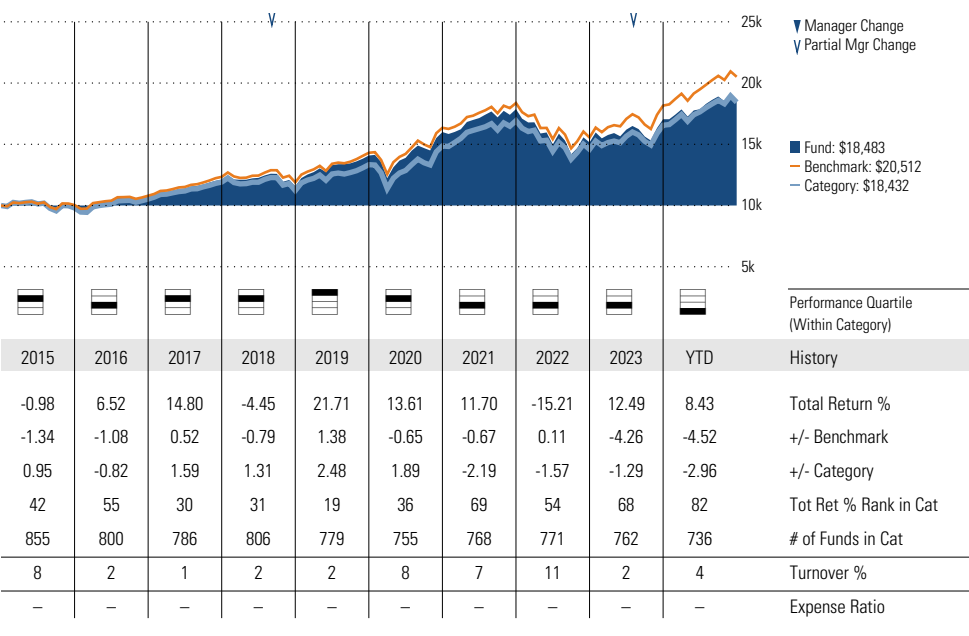 25k
▼ Manager Change
V Partial Mgr Change
20k
15k
Fund: $18,483
Benchmark: $20,512
Category: $18,432
10k
5k
Performance Quartile
(Within Category)
2015 2016 2017 2018 2019 2020 2021 2022 2023 YTD History
-0.98 6.52 14.80 -4.45 21.71 13.61 11.70 -15.21 12.49 8.43 Total Return %
-1.34 -1.08 0.52 -0.79 1.38 -0.65 -0.67 0.11 -4.26 -4.52 +/- Benchmark
0.95 -0.82 1.59 1.31 2.48 1.89 -2.19 -1.57 -1.29 -2.96 +/- Category
42 55 30 31 19 36 69 54 68 82 Tot Ret % Rank in Cat
855 800 786 806 779 755 768 771 762 736 # of Funds in Cat
8 2 1 2 2 8 7 11 2 4 Turnover %
– – – – – – – – – – Expense Ratio